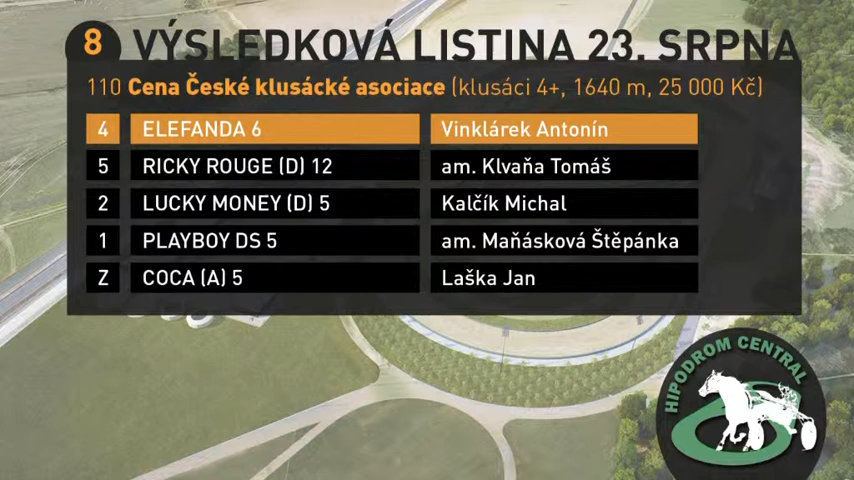 8 VÝSLEDKOVÁ LISTINA 23. SRPNA
110 Cena České klusácké asociace (klusáci 4+, 1640 m, 25 000 Kč)
4 ELEFANDA 6 Vinklárek Antonín
5 RICKY ROUGE (D) 12 am. Klvaňa Tomáš
2 LUCKY MONEY (D) 5 Kalčík Michal
1 PLAYBOY DS 5 am. Maňásková Štěpánka
Z COCA (A) 5 Laška Jan
HIPODROM CENTRAL